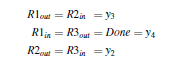 R1out = R2in = y3
R1in = R3out = Done = y4
R2out = R3in = y2